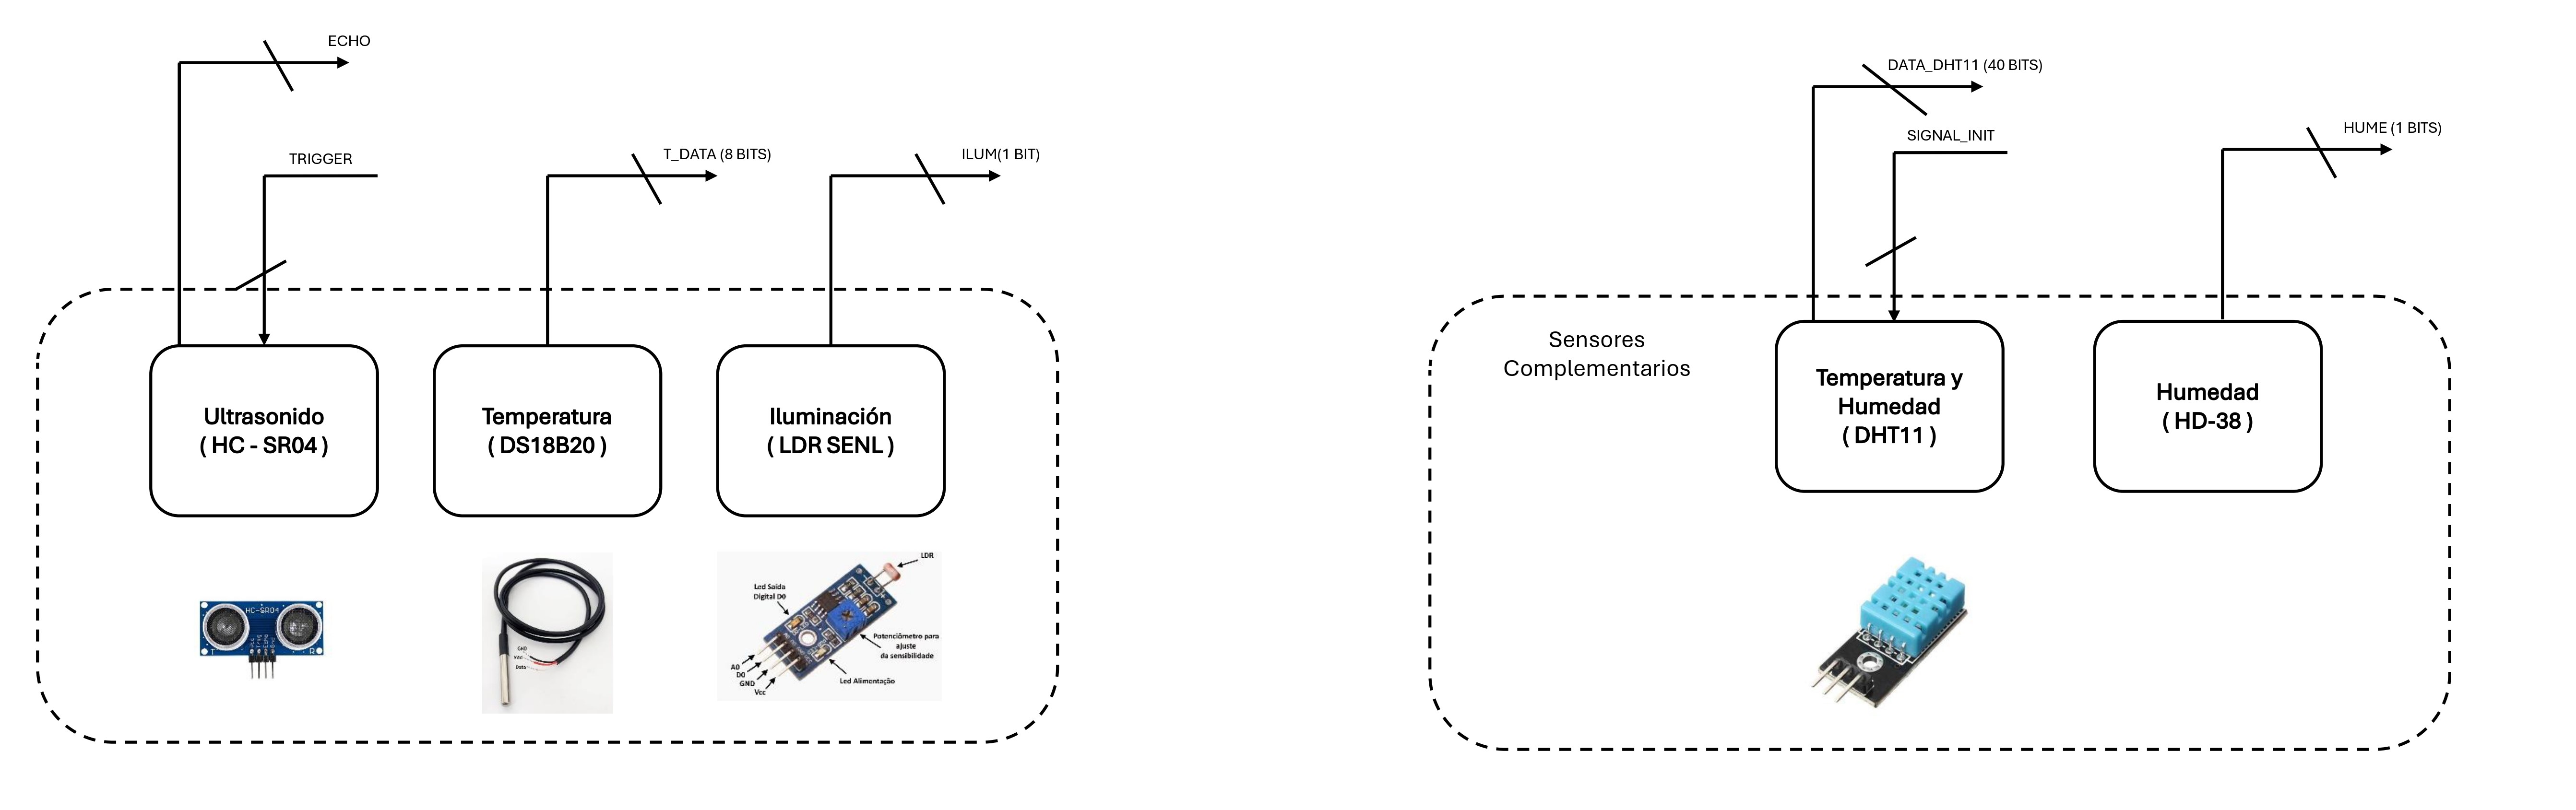 ECHO
TRIGGER
T_DATA (8 BITS)
ILUM(1 BIT)
Ultrasonido
( HC - SR04 )
Temperatura
( DS18B20 )
Iluminación
( LDR SENL )
HC-SR04
T
R
GND
Data
LDR
Led Saída
Digital D0
Potenciômetro para
ajuste
da sensibilidade
Led Alimentação
A0
D0
GND
Vcc
DATA_DHT11 (40 BITS)
SIGNAL_INIT
HUME (1 BITS)
Sensores
Complementarios
Temperatura y
Humedad
( DHT11 )
Humedad
( HD-38 )